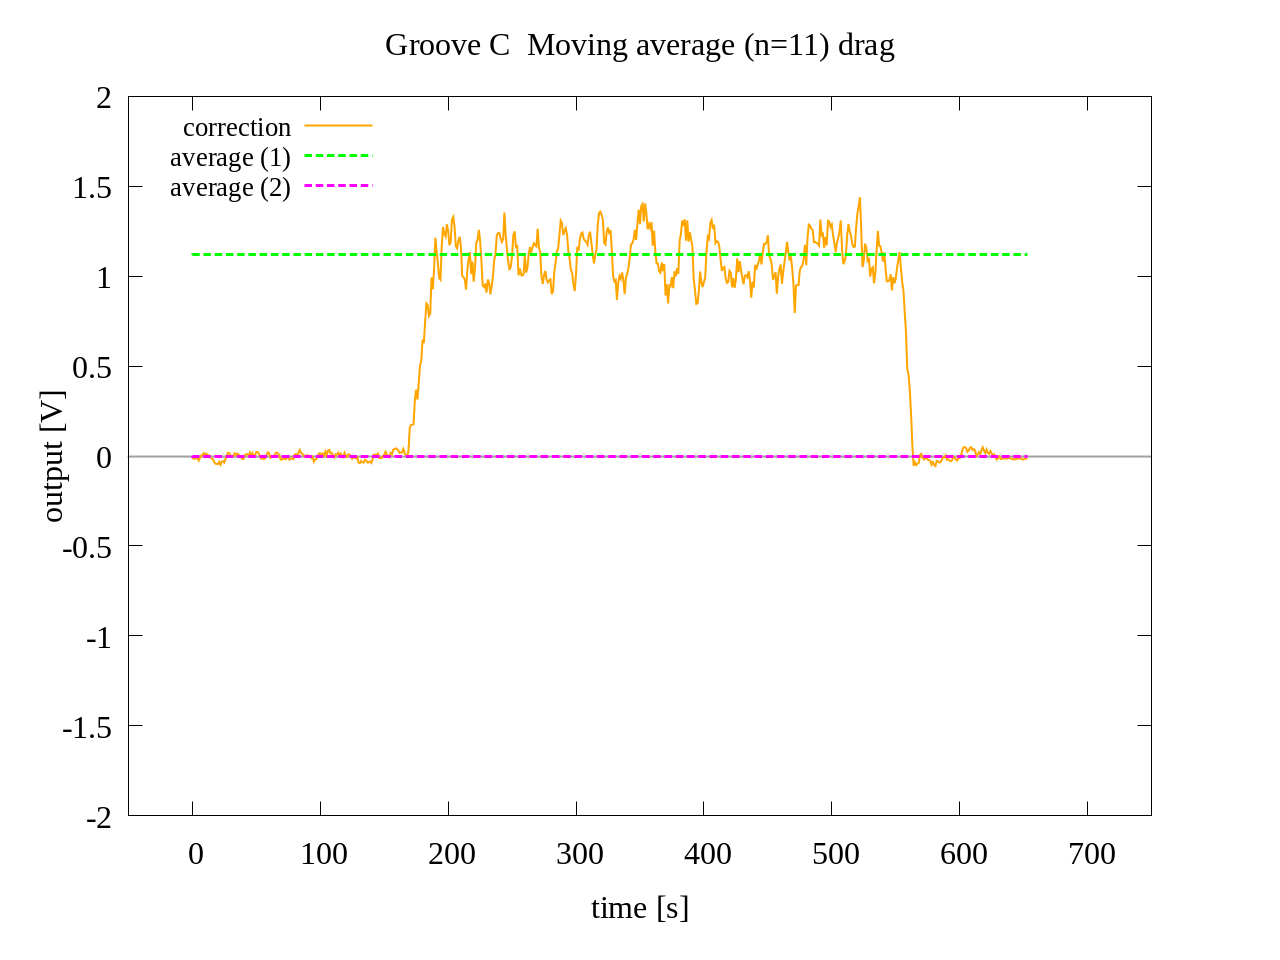 Groove C  Moving average (n=11) drag
correction
average (1)
average (2)
2
1.5
1
0.5
0
-0.5
-1
-1.5
-2
output [V]
0 100 200 300 400 500 600 700
time [s]